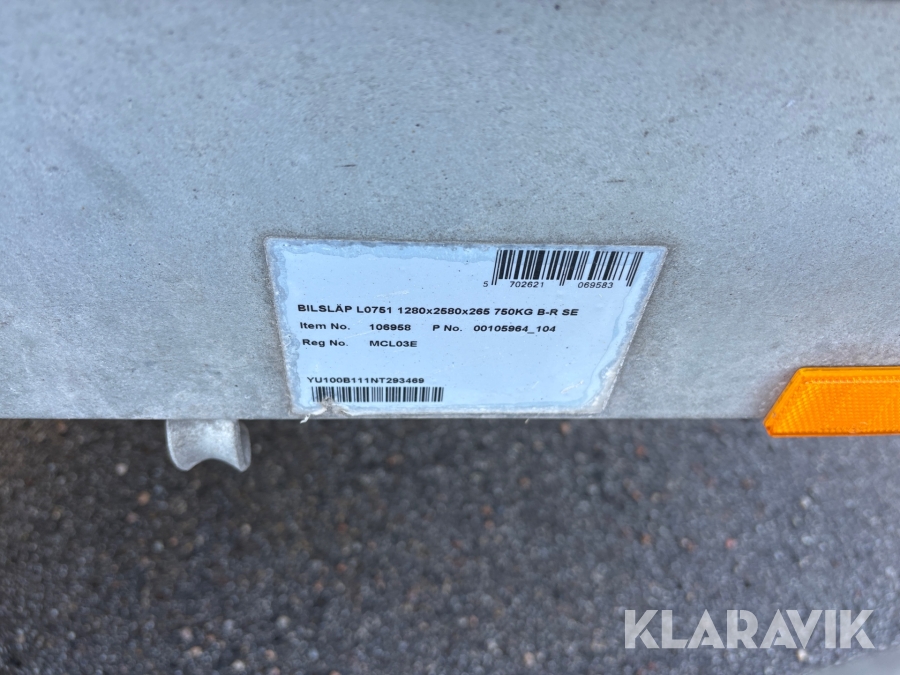 5 702621 069583
BILSLÄP L0751 1280x2580x265 750KG B-R SE
Item No. 106958 P No. 00105964_104
Reg No. MCL03E
YU100B111NT293469
KLARAVIK